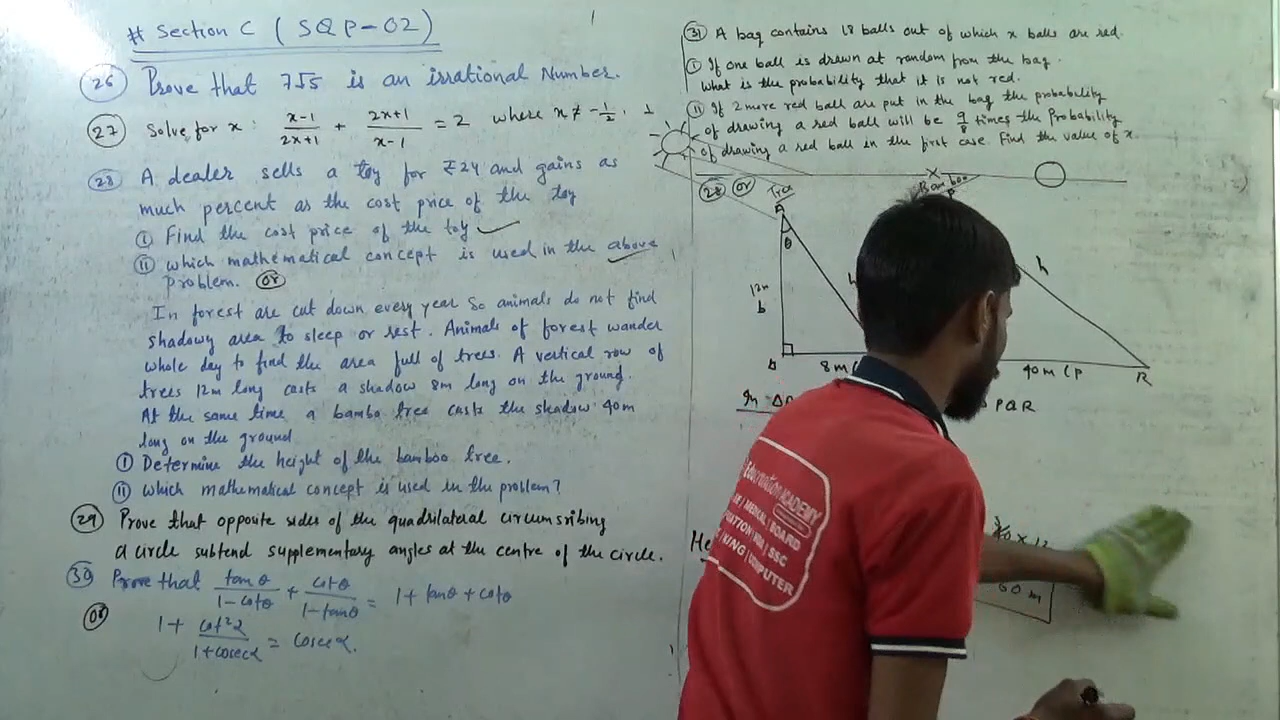 # Section C (SQP-02)
26 Prove that 7√5 is an irrational Number.
27 Solve for x : (x-1)/(2x+1) + (2x+1)/(x-1) = 2 where x ≠ -1/2, 1
28 A dealer sells a toy for ₹24 and gains as
much percent as the cost price of the toy
(i) Find the cost price of the toy
(ii) which mathematical concept is used in the above
problem. (or)
In forest are cut down every year so animals do not find
shadowy area to sleep or rest. Animals of forest wander
whole day to find the area full of trees. A vertical row of
trees 12m long casts a shadow 8m long on the ground.
At the same time a bambo tree casts the shadow 40m
long on the ground
(i) Determine the height of the bamboo tree.
(ii) which mathematical concept is used in the problem?
29 Prove that opposite sides of the quadrilateral circumsribing
a circle subtend supplementary angles at the centre of the circle.
30 Prove that tanθ/(1-cotθ) + cotθ/(1-tanθ) = 1+tanθ+cotθ
(or)
1 + cot²α/(1+cosecα) = cosecα.
31 A bag contains 18 balls out of which x balls are red.
(i) If one ball is drawn at random from the bag.
What is the probability that it is not red.
(ii) If 2 more red ball are put in the bag the probability
of drawing a red ball will be 9/8 times the Probability
of drawing a red ball in the first case. Find the value of x.
28 or
Tree
Bamboo
A
θ
12m
b
h
h
8m
40m (P
R
In Δ
PQR
He
60 m
Education ACADEMY
MEDICAL | BOARD
SSC
KING | COMPUTER